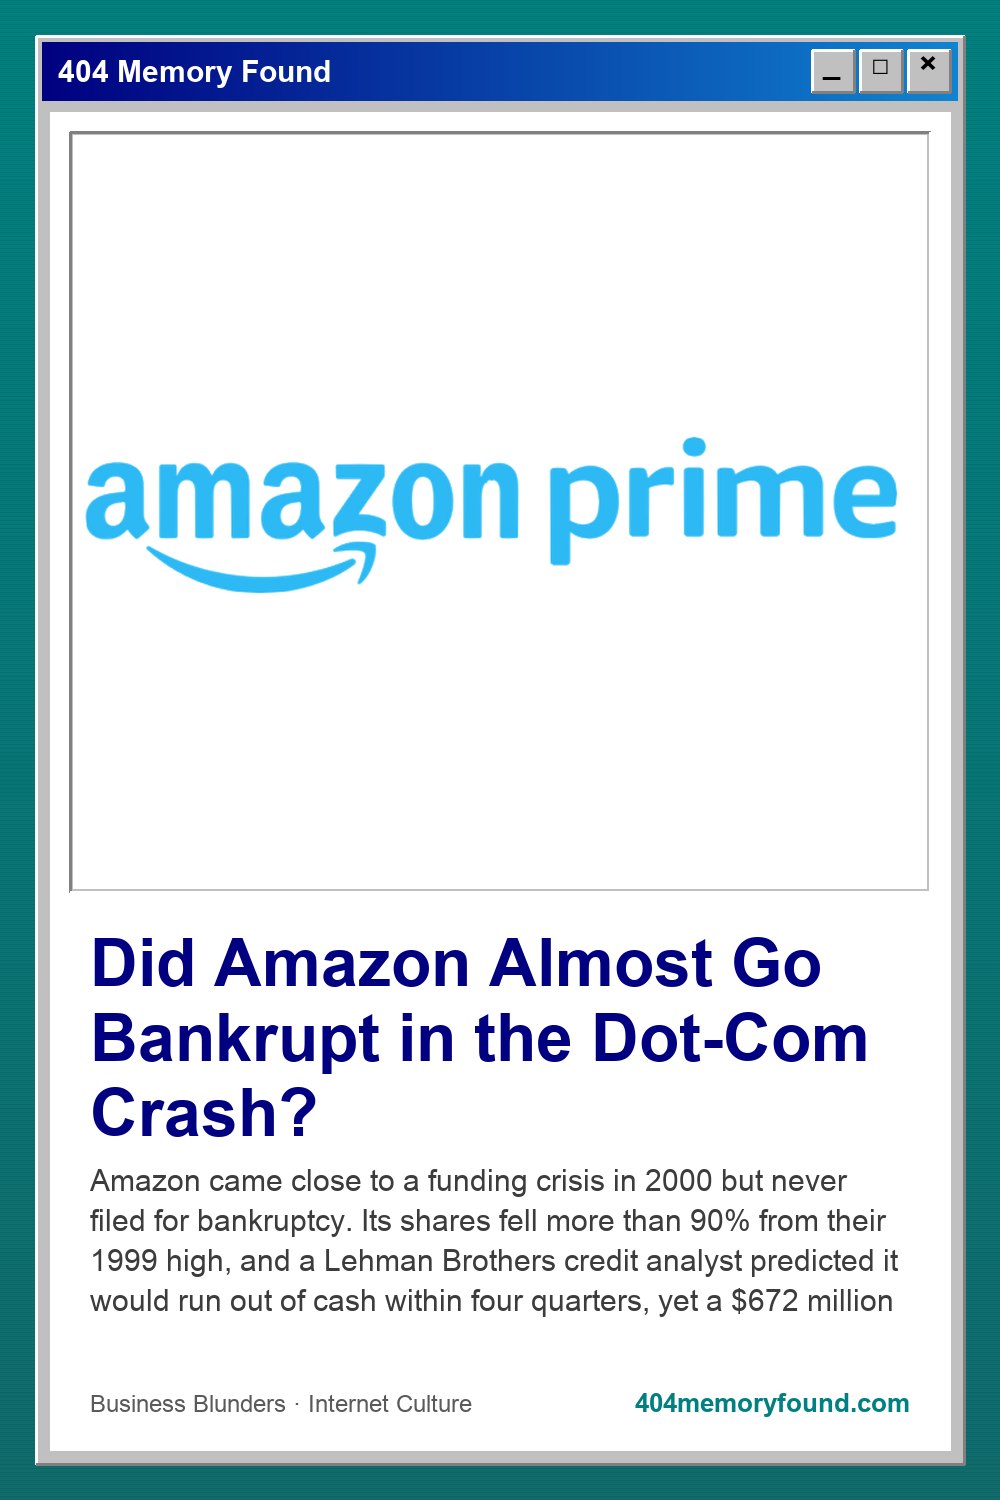 404 Memory Found
amazon prime
Did Amazon Almost Go
Bankrupt in the Dot-Com
Crash?
Amazon came close to a funding crisis in 2000 but never
filed for bankruptcy. Its shares fell more than 90% from their
1999 high, and a Lehman Brothers credit analyst predicted it
would run out of cash within four quarters, yet a $672 million
Business Blunders · Internet Culture
404memoryfound.com